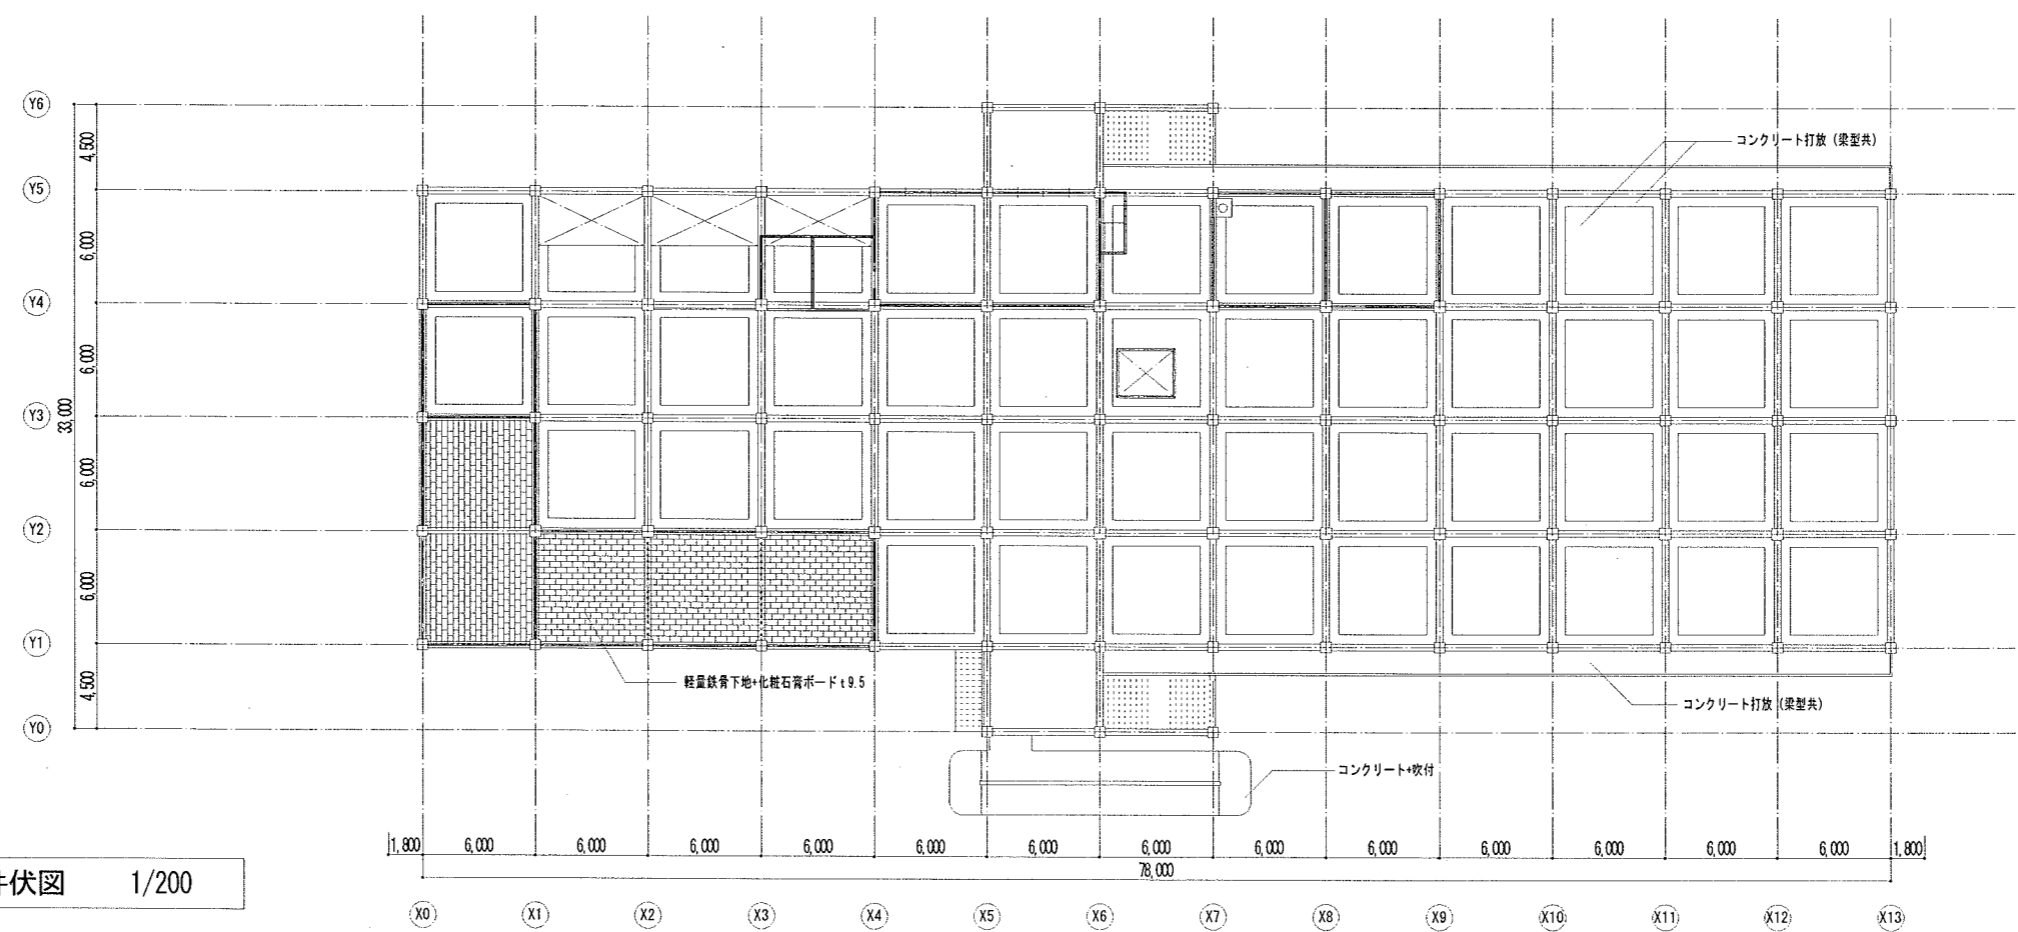 Y6
4,500
コンクリート打放（梁型共）
Y5
6,000
Y4
6,000
33,000
Y3
6,000
Y2
6,000
Y1
軽量鉄骨下地+化粧石膏ボードｔ9.5
4,500
コンクリート打放（梁型共）
Y0
コンクリート+吹付
1,800 6,000 6,000 6,000 6,000 6,000 6,000 6,000 6,000 6,000 6,000 6,000 6,000 6,000 1,800
78,000
伏図 1/200
X0 X1 X2 X3 X4 X5 X6 X7 X8 X9 X10 X11 X12 X13